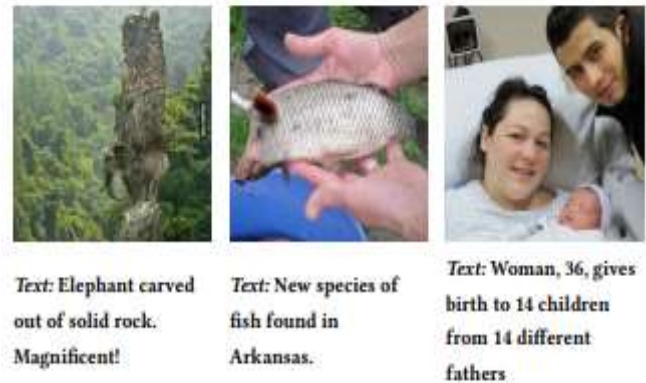 Text: Elephant carved
out of solid rock.
Magnificent!
Text: New species of
fish found in
Arkansas.
Text: Woman, 36, gives
birth to 14 children
from 14 different
fathers